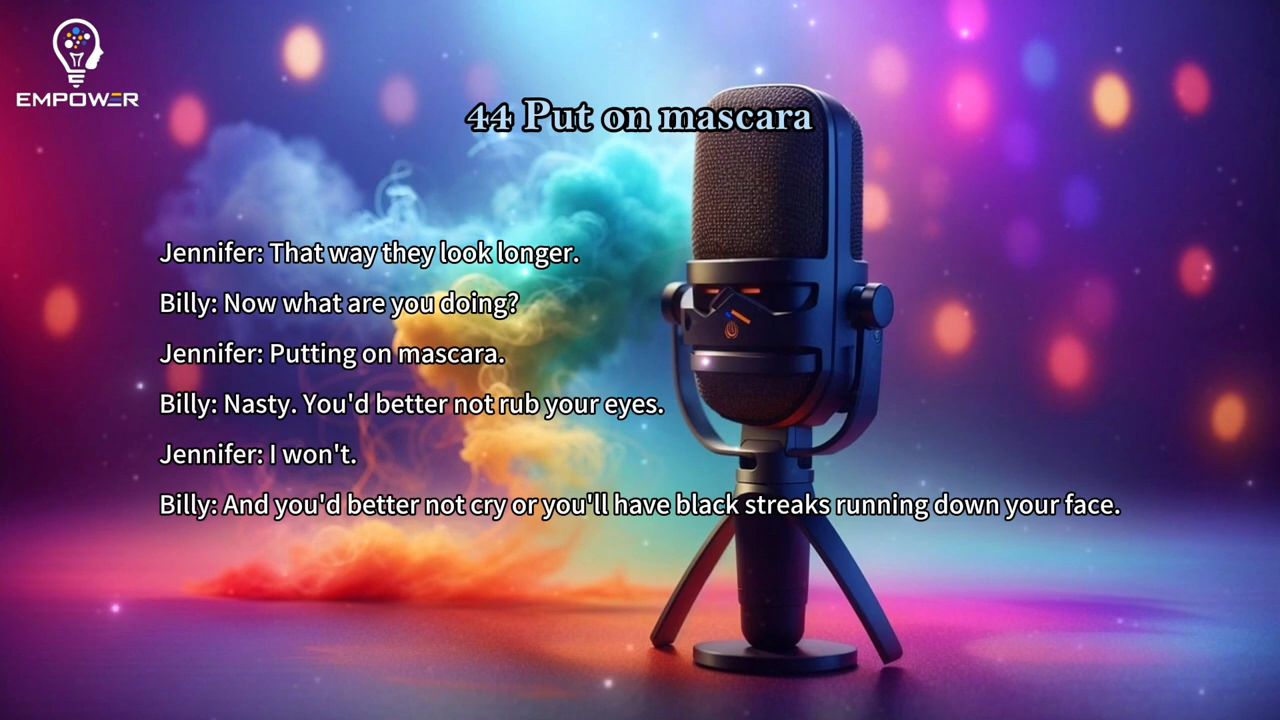 EMPOWER
44 Put on mascara
Jennifer: That way they look longer.
Billy: Now what are you doing?
Jennifer: Putting on mascara.
Billy: Nasty. You'd better not rub your eyes.
Jennifer: I won't.
Billy: And you'd better not cry or you'll have black streaks running down your face.